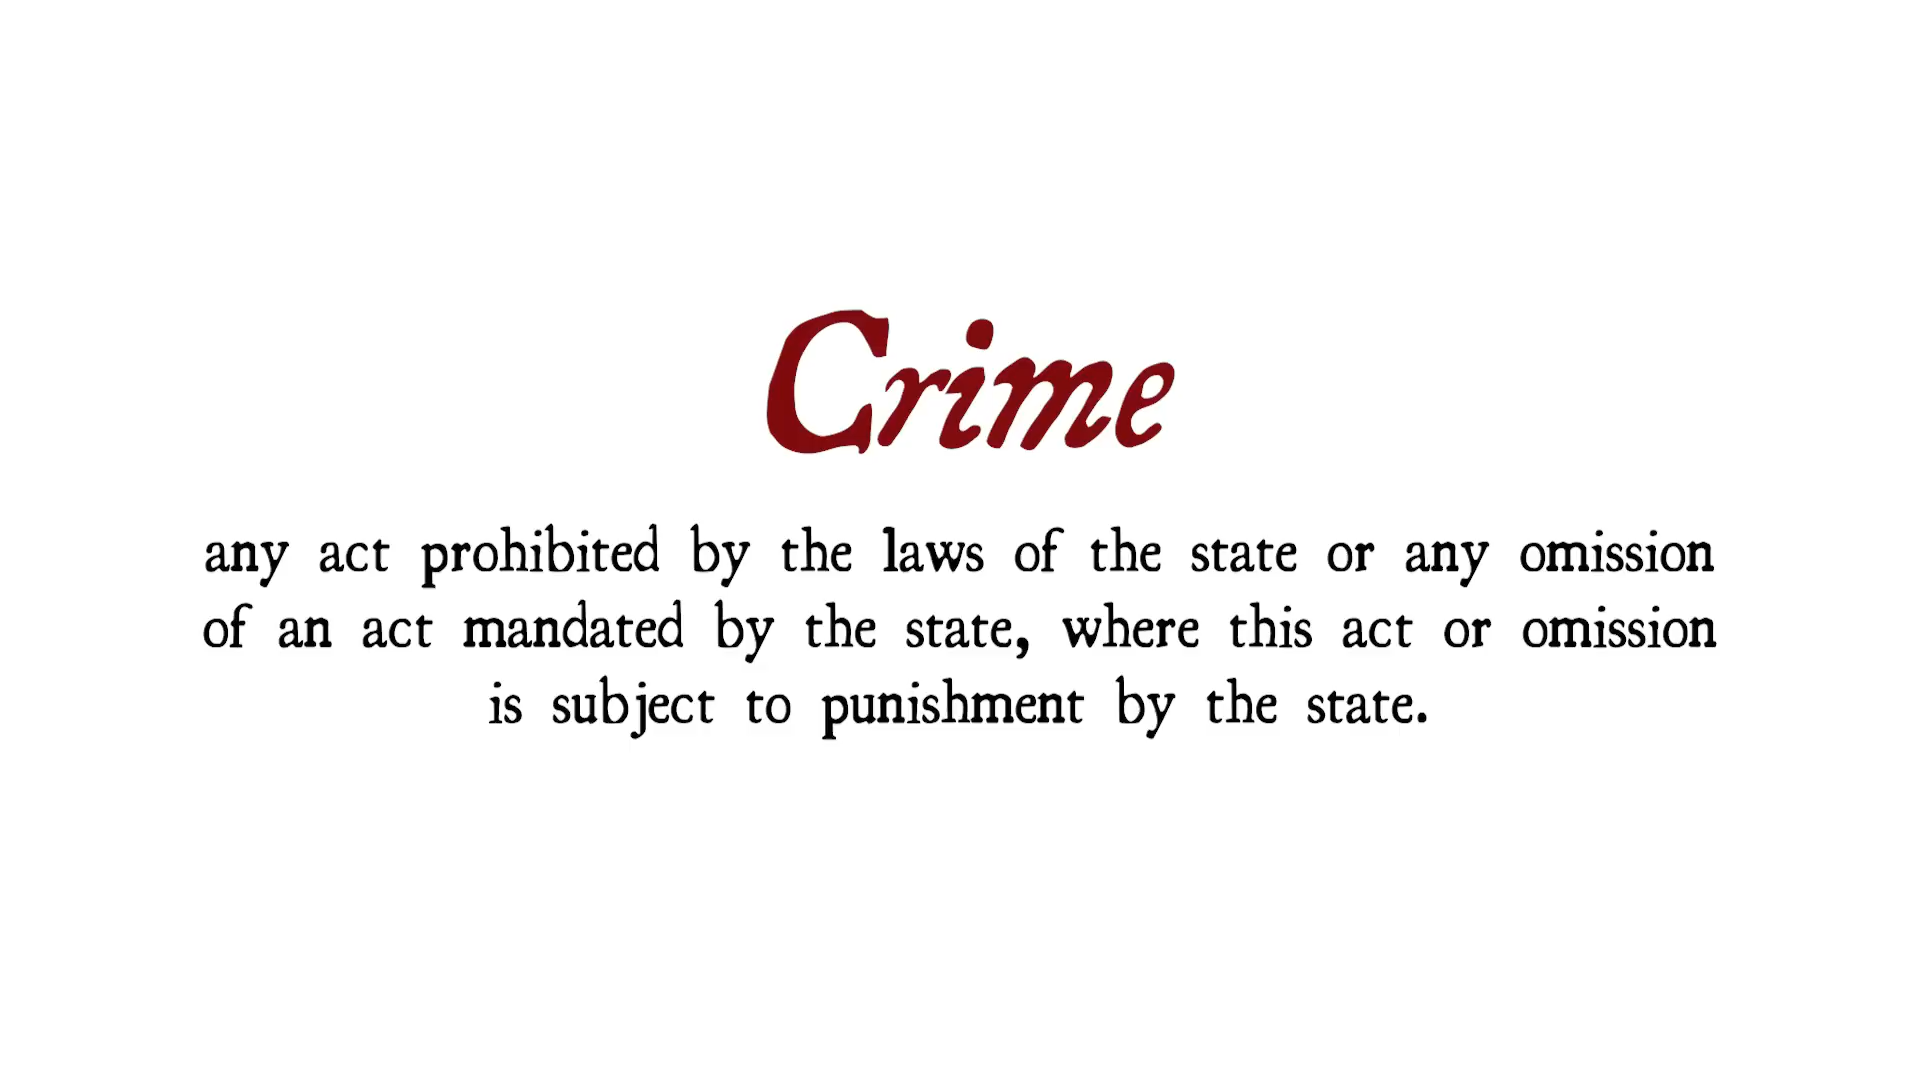 Crime
any act prohibited by the laws of the state or any omission
of an act mandated by the state, where this act or omission
is subject to punishment by the state.